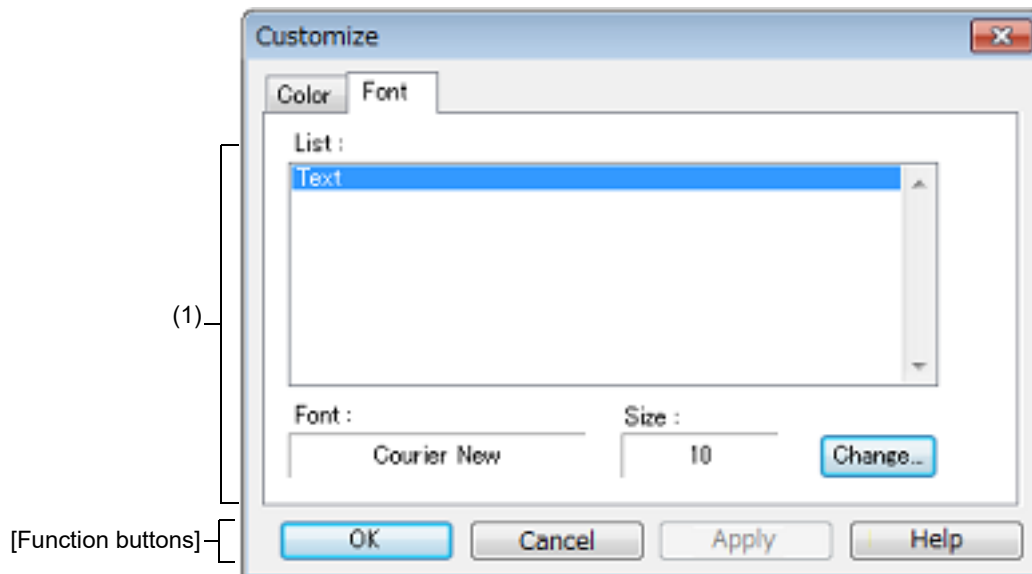 Customize
Color Font
List :
Text
(1)
Font : Size :
Courier New 10 Change...
[Function buttons] OK Cancel Apply Help